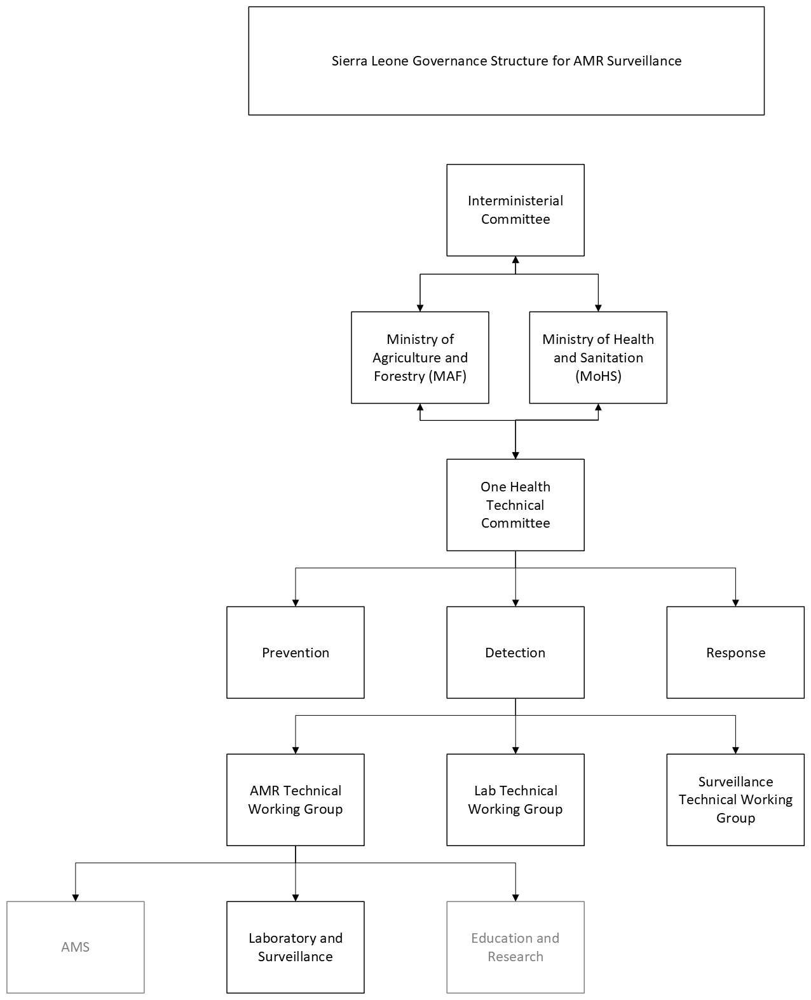 Sierra Leone Governance Structure for AMR Surveillance
Interministerial
Committee
Ministry of
Agriculture and
Forestry (MAF)
Ministry of Health
and Sanitation
(MoHS)
One Health
Technical
Committee
Prevention
Detection
Response
AMR Technical
Working Group
Lab Technical
Working Group
Surveillance
Technical Working
Group
AMS
Laboratory and
Surveillance
Education and
Research